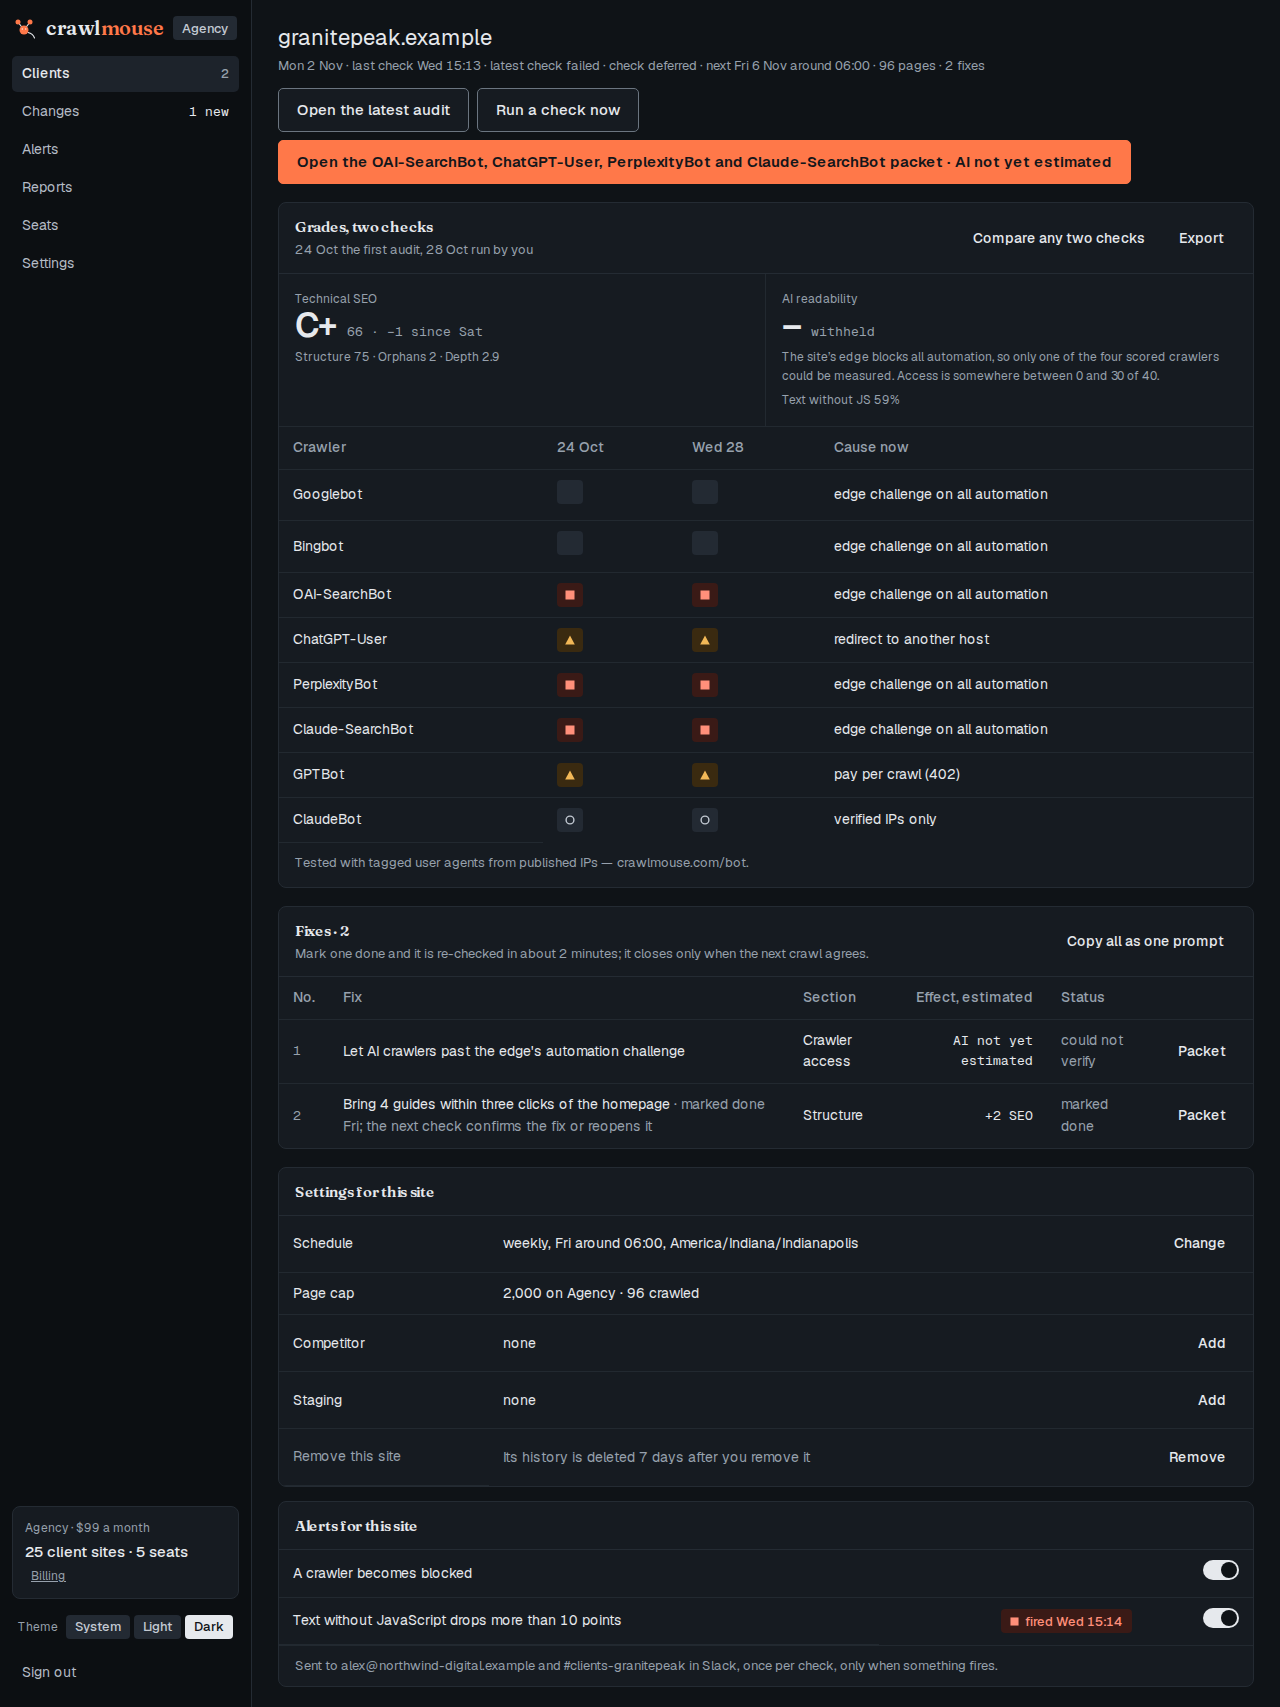 crawlmouse Agency
Clients 2
Changes 1 new
Alerts
Reports
Seats
Settings
Agency · $99 a month
25 client sites · 5 seats
Billing
Theme System Light Dark
Sign out
granitepeak.example
Mon 2 Nov · last check Wed 15:13 · latest check failed · check deferred · next Fri 6 Nov around 06:00 · 96 pages · 2 fixes
Open the latest audit Run a check now
Open the OAI-SearchBot, ChatGPT-User, PerplexityBot and Claude-SearchBot packet · AI not yet estimated
Grades, two checks
24 Oct the first audit, 28 Oct run by you
Compare any two checks Export
Technical SEO
C+ 66 · −1 since Sat
Structure 75 · Orphans 2 · Depth 2.9
AI readability
– withheld
The site's edge blocks all automation, so only one of the four scored crawlers
could be measured. Access is somewhere between 0 and 30 of 40.
Text without JS 59%
Crawler 24 Oct Wed 28 Cause now
Googlebot edge challenge on all automation
Bingbot edge challenge on all automation
OAI-SearchBot edge challenge on all automation
ChatGPT-User redirect to another host
PerplexityBot edge challenge on all automation
Claude-SearchBot edge challenge on all automation
GPTBot pay per crawl (402)
ClaudeBot verified IPs only
Tested with tagged user agents from published IPs — crawlmouse.com/bot.
Fixes · 2
Mark one done and it is re-checked in about 2 minutes; it closes only when the next crawl agrees.
Copy all as one prompt
No. Fix Section Effect, estimated Status
1 Let AI crawlers past the edge's automation challenge Crawler access AI not yet estimated could not verify Packet
2 Bring 4 guides within three clicks of the homepage · marked done Fri; the next check confirms the fix or reopens it Structure +2 SEO marked done Packet
Settings for this site
Schedule weekly, Fri around 06:00, America/Indiana/Indianapolis Change
Page cap 2,000 on Agency · 96 crawled
Competitor none Add
Staging none Add
Remove this site Its history is deleted 7 days after you remove it Remove
Alerts for this site
A crawler becomes blocked
Text without JavaScript drops more than 10 points fired Wed 15:14
Sent to alex@northwind-digital.example and #clients-granitepeak in Slack, once per check, only when something fires.